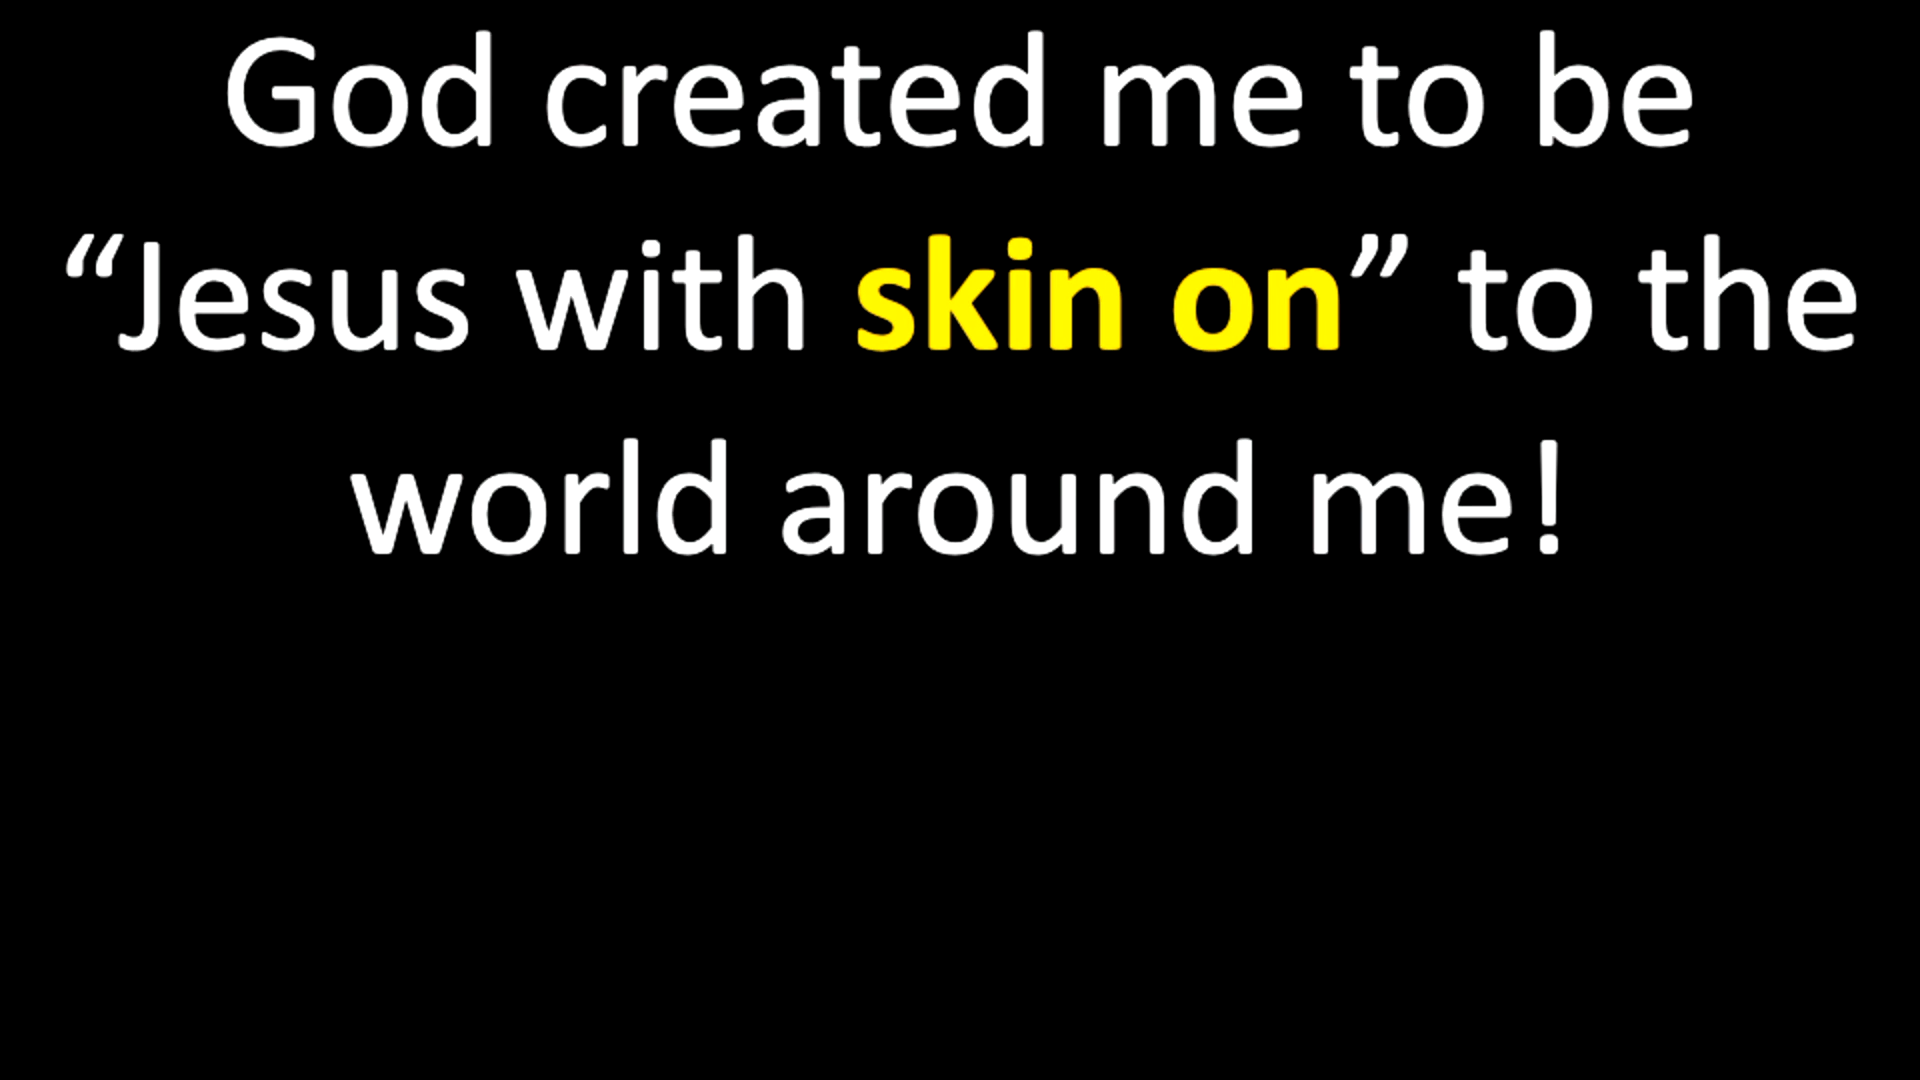 God created me to be
“Jesus with skin on” to the
world around me!